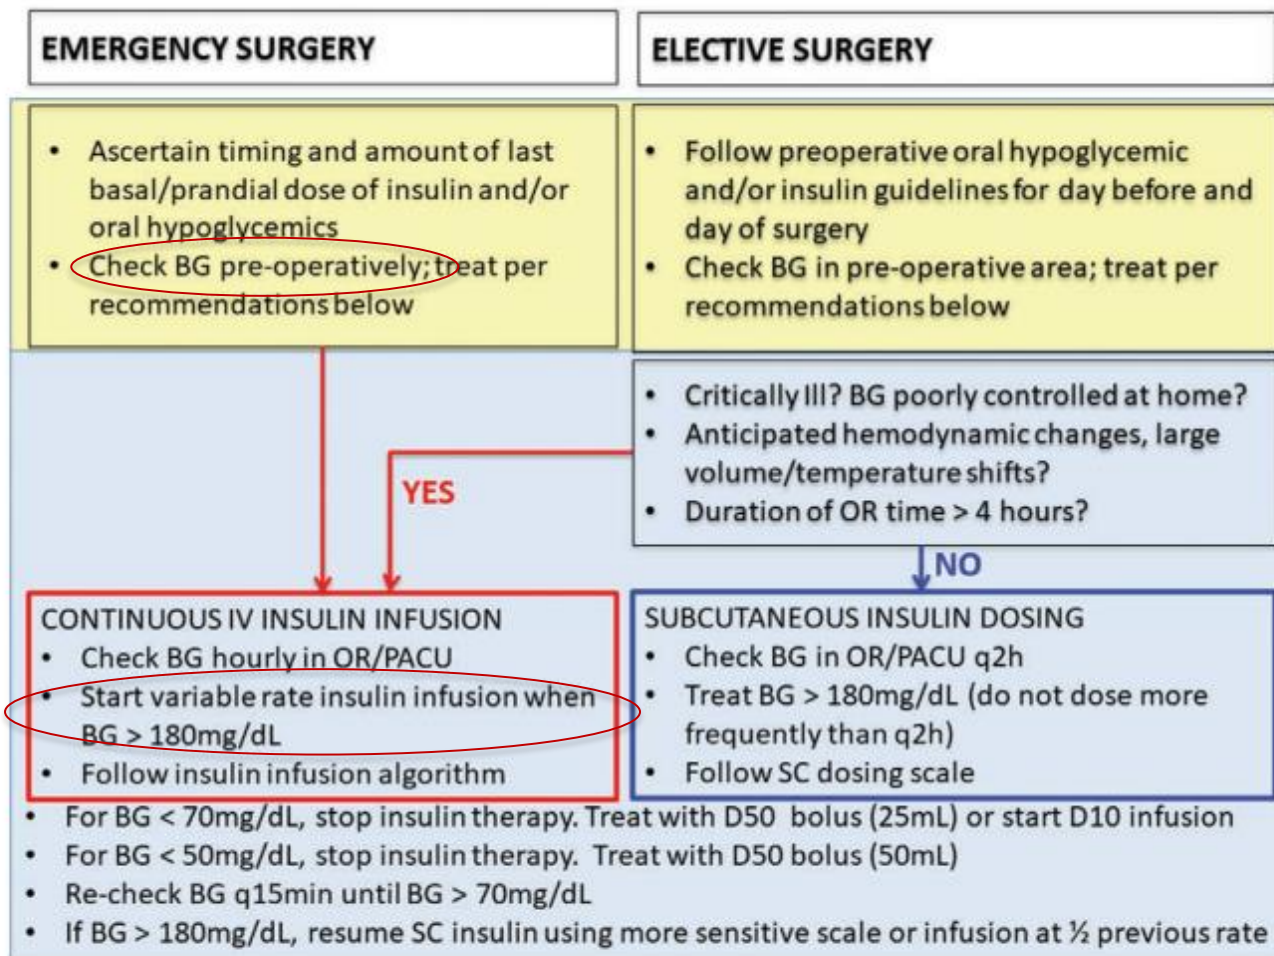 EMERGENCY SURGERY
ELECTIVE SURGERY
• Ascertain timing and amount of last
basal/prandial dose of insulin and/or
oral hypoglycemics
• Check BG pre-operatively; treat per
recommendations below
• Follow preoperative oral hypoglycemic
and/or insulin guidelines for day before and
day of surgery
• Check BG in pre-operative area; treat per
recommendations below
• Critically Ill? BG poorly controlled at home?
• Anticipated hemodynamic changes, large
volume/temperature shifts?
• Duration of OR time > 4 hours?
YES
NO
CONTINUOUS IV INSULIN INFUSION
• Check BG hourly in OR/PACU
• Start variable rate insulin infusion when
BG > 180mg/dL
• Follow insulin infusion algorithm
SUBCUTANEOUS INSULIN DOSING
• Check BG in OR/PACU q2h
• Treat BG > 180mg/dL (do not dose more
frequently than q2h)
• Follow SC dosing scale
• For BG < 70mg/dL, stop insulin therapy. Treat with D50 bolus (25mL) or start D10 infusion
• For BG < 50mg/dL, stop insulin therapy. Treat with D50 bolus (50mL)
• Re-check BG q15min until BG > 70mg/dL
• If BG > 180mg/dL, resume SC insulin using more sensitive scale or infusion at ½ previous rate